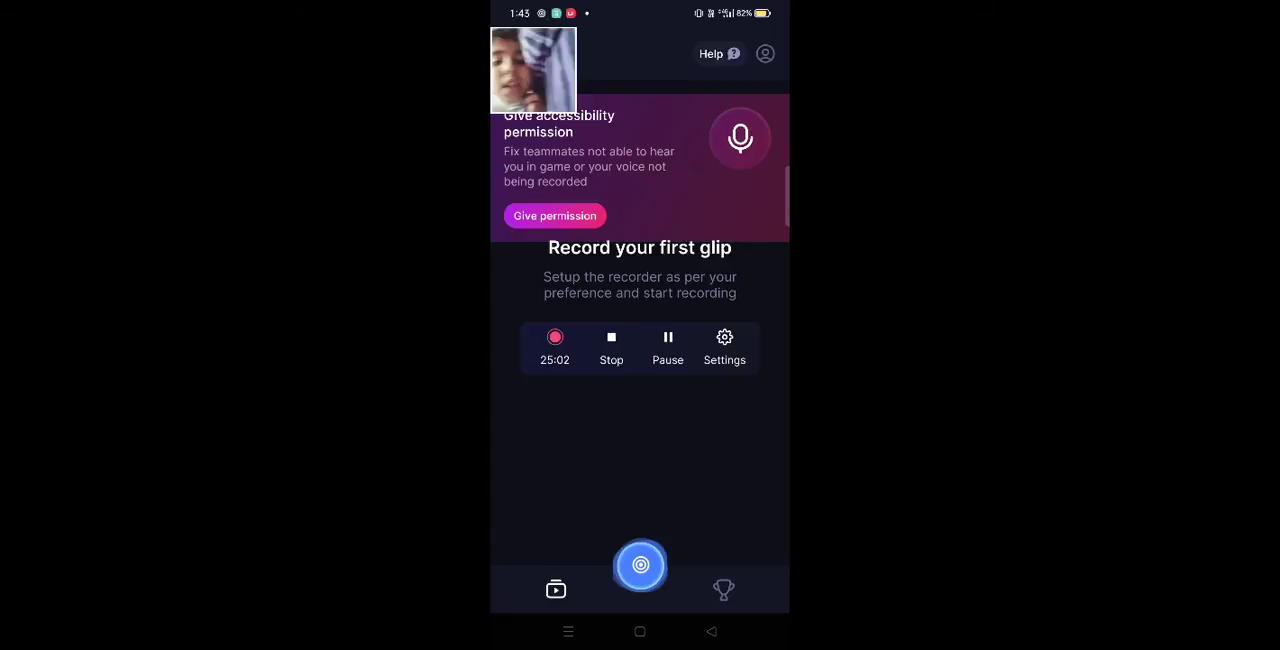 1:43 82%
Help
Give accessibility
permission
Fix teammates not able to hear
you in game or your voice not
being recorded
Give permission
Record your first glip
Setup the recorder as per your
preference and start recording
25:02 Stop Pause Settings